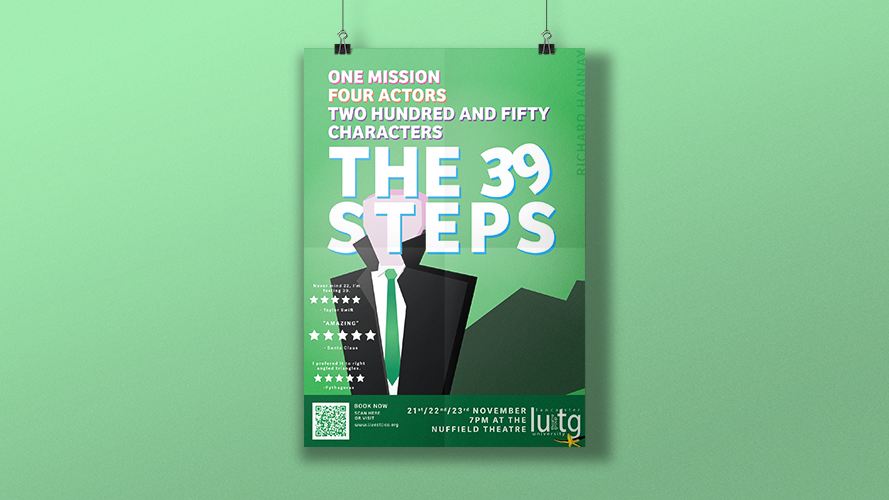 ONE MISSION
FOUR ACTORS
TWO HUNDRED AND FIFTY
CHARACTERS
THE 39
STEPS
RICHARD HANNAY
Never mind 22, I'm
feeling 39.
- Taylor Swift
"AMAZING"
- Santa Claus
I prefered it to right
angled triangles.
-Pythagoras
BOOK NOW
SCAN HERE
OR VISIT
21st/22nd/23rd NOVEMBER
7PM AT THE
NUFFIELD THEATRE
lancaster
lutg
university